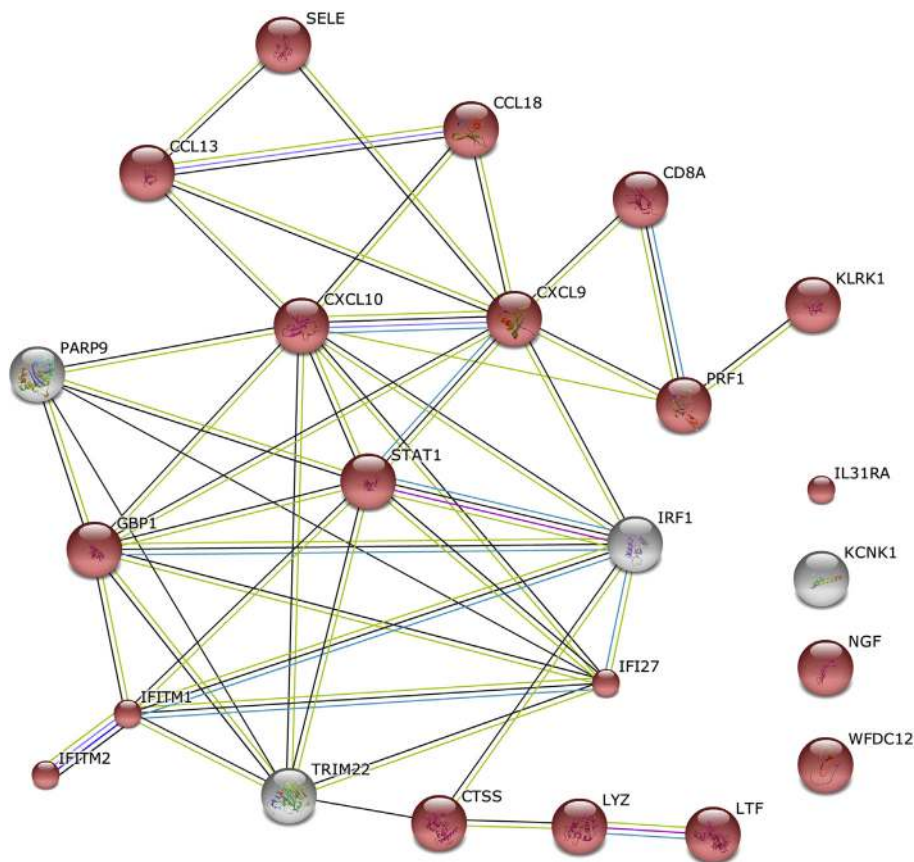 SELE
CCL18
CCL13
CD8A
KLRK1
CXCL10
CXCL9
PARP9
PRF1
STAT1
IL31RA
GBP1
IRF1
KCNK1
NGF
IFI27
IFITM1
WFDC12
IFITM2
TRIM22
CTSS
LYZ
LTF